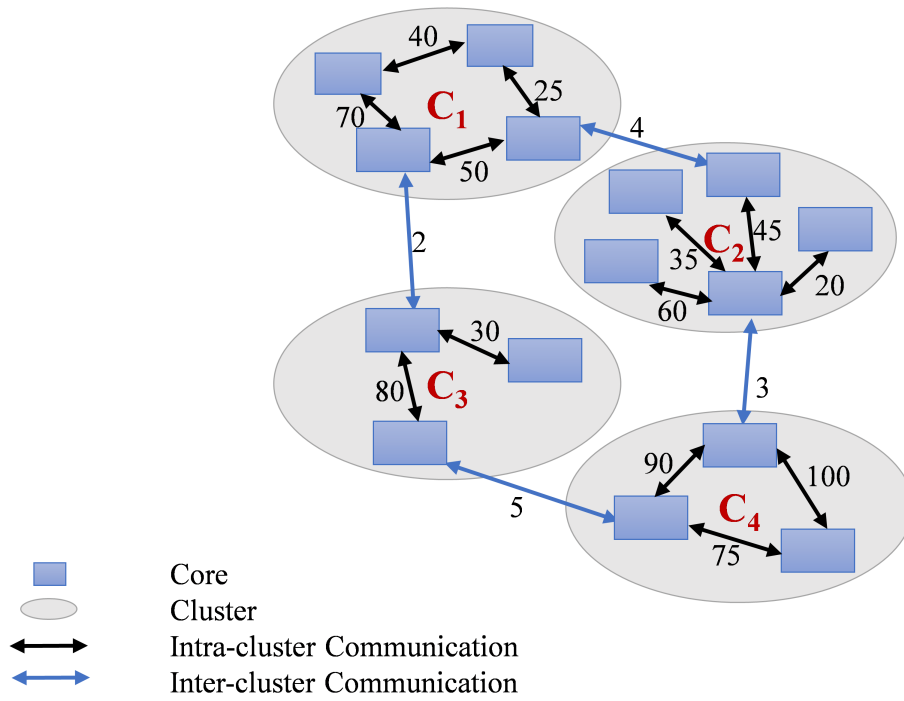 40
25
70
C1
50
4
2
35
C2
45
20
60
30
80
C3
3
90
100
C4
75
5
Core
Cluster
Intra-cluster Communication
Inter-cluster Communication